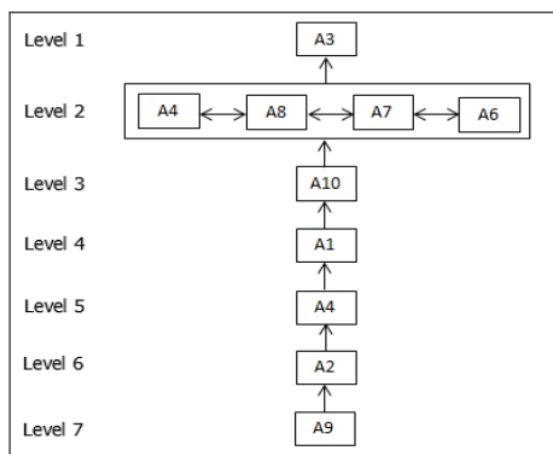 Level 1 A3
Level 2 A4 A8 A7 A6
Level 3 A10
Level 4 A1
Level 5 A4
Level 6 A2
Level 7 A9